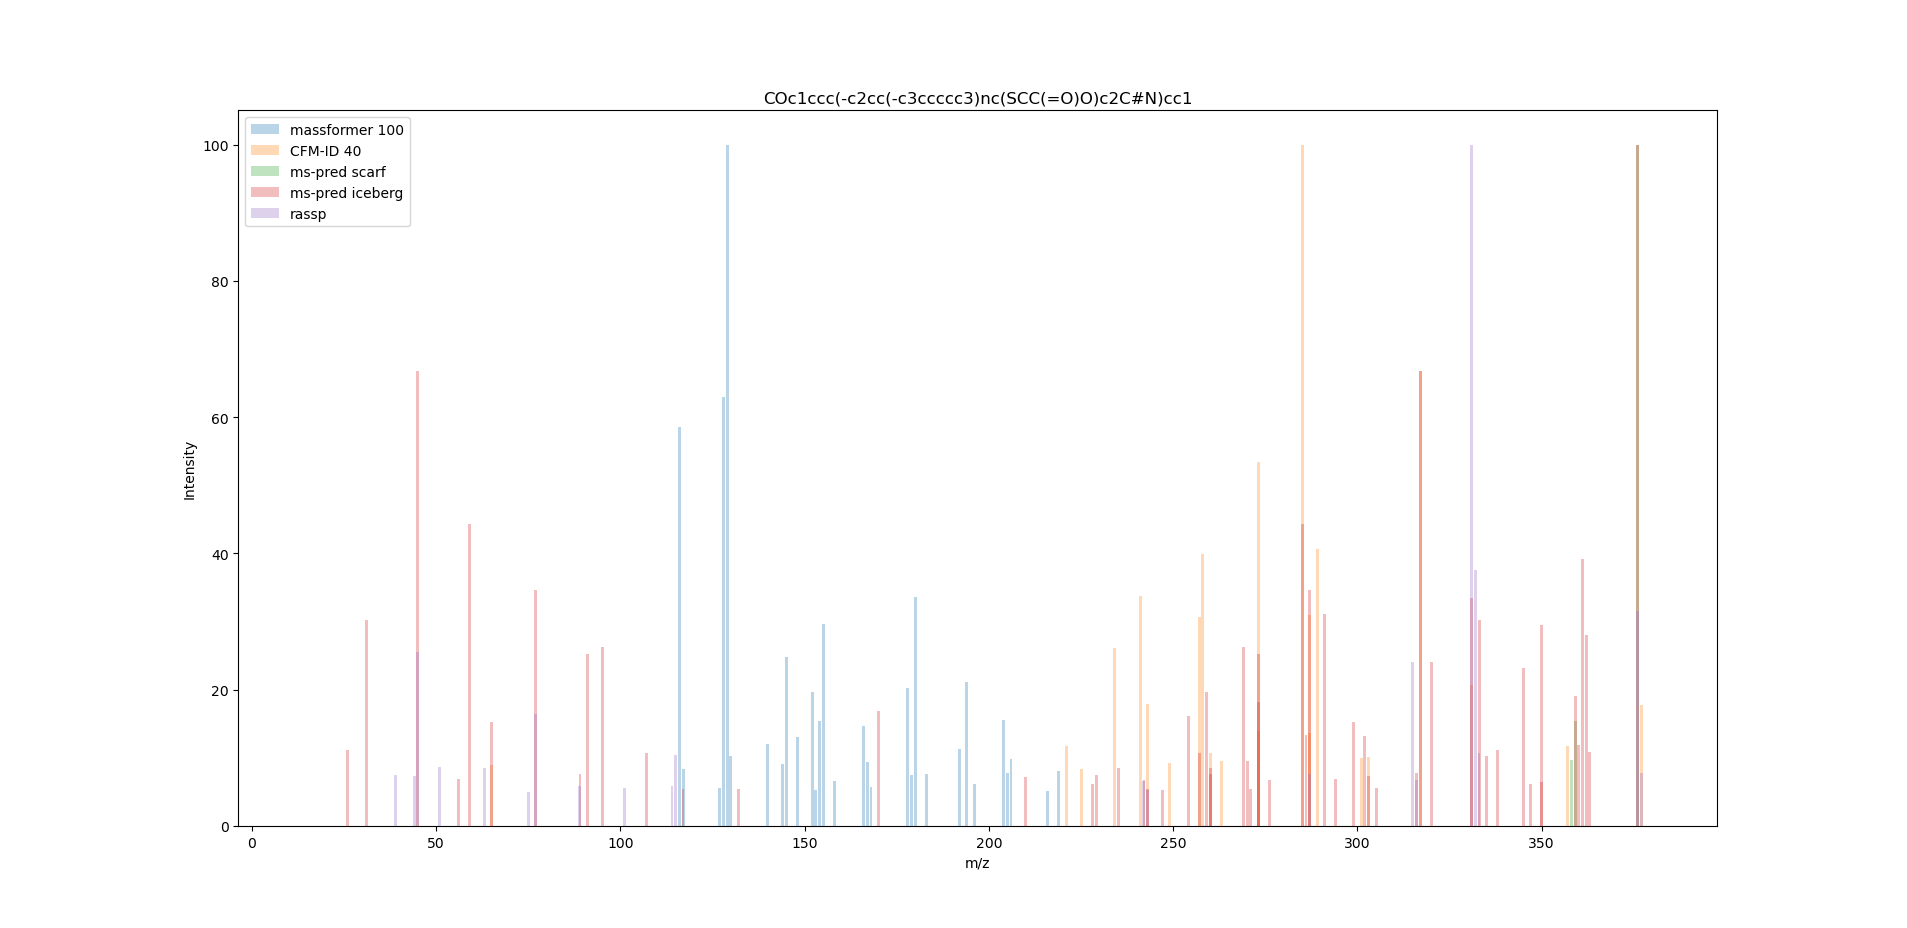 COc1ccc(-c2cc(-c3ccccc3)nc(SCC(=O)O)c2C#N)cc1
massformer 100
CFM-ID 40
ms-pred scarf
ms-pred iceberg
rassp
100
80
60
40
20
0
Intensity
0 50 100 150 200 250 300 350
m/z